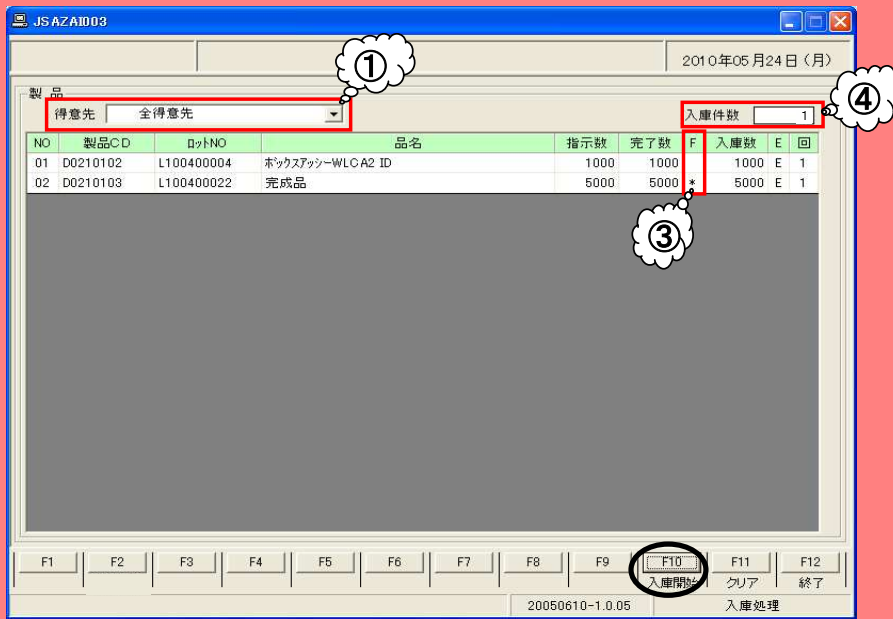 JSAZAI003
2010年05月24日（月）
①
製 品
得意先 全得意先
入庫件数 1
④
NO 製品CD ロットNO 品名 指示数 完了数 F 入庫数 E 回
01 D0210102 L100400004 ボックスアッシーWLCA2 ID 1000 1000 1000 E 1
02 D0210103 L100400022 完成品 5000 5000 * 5000 E 1
③
F1 F2 F3 F4 F5 F6 F7 F8 F9 F10 F11 F12
入庫開始 クリア 終了
20050610-1.0.05 入庫処理